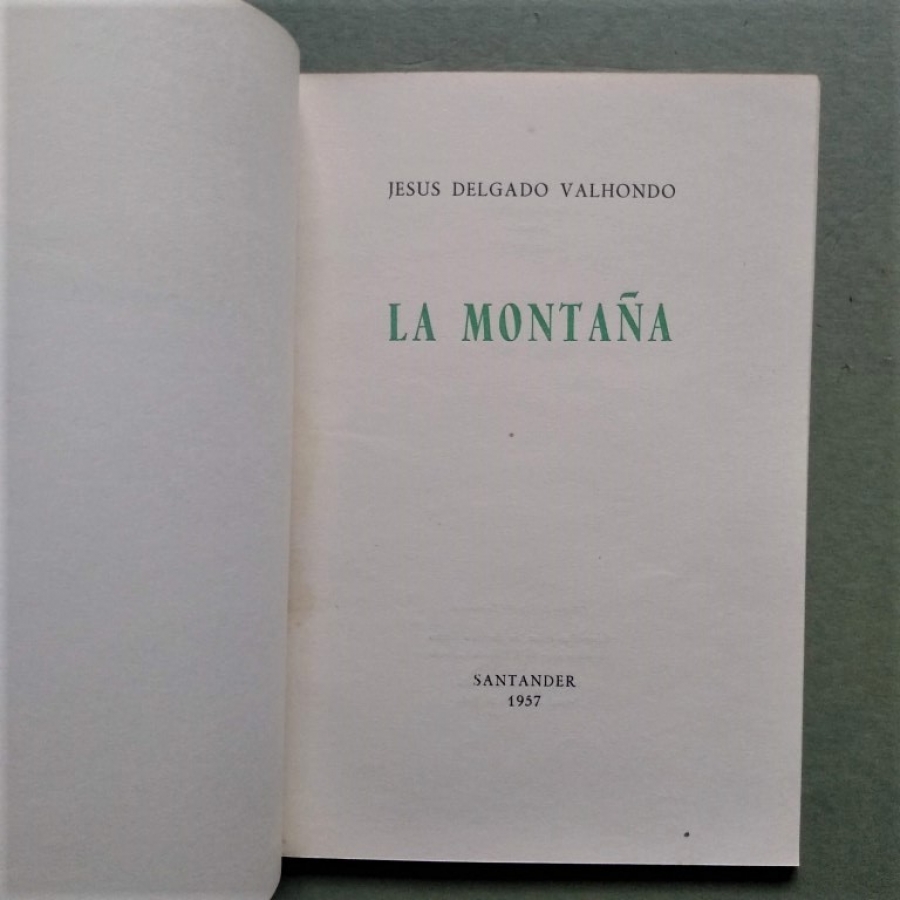 JESUS DELGADO VALHONDO
LA MONTAÑA
SANTANDER
1957